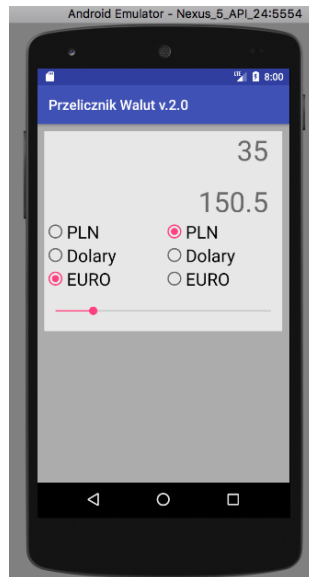 Android Emulator - Nexus_5_API_24:5554
LTE 8:00
Przelicznik Walut v.2.0
35
150.5
PLN PLN
Dolary Dolary
EURO EURO